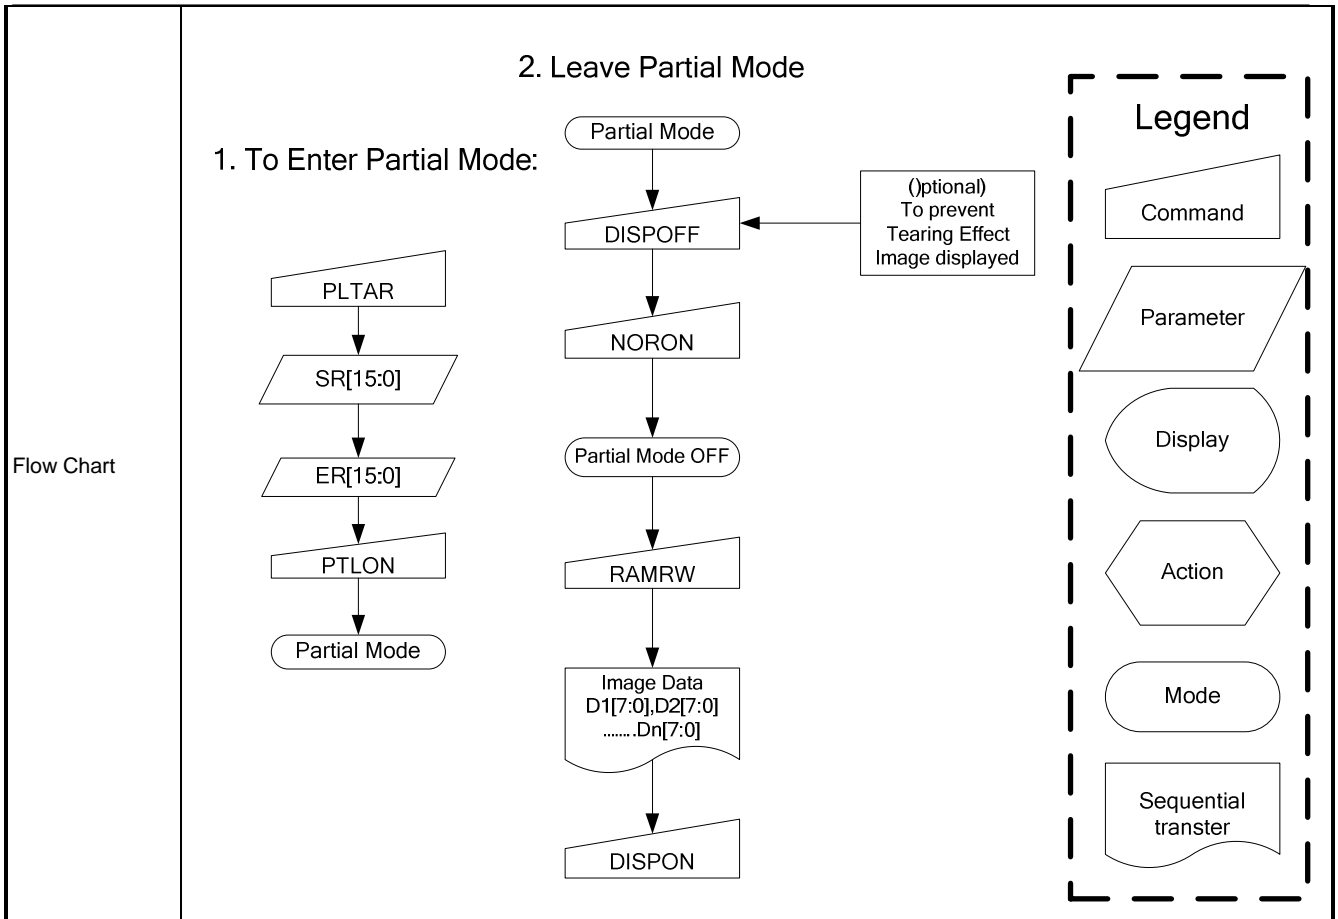 Flow Chart
1. To Enter Partial Mode:
PLTAR
SR[15:0]
ER[15:0]
PTLON
Partial Mode
2. Leave Partial Mode
Partial Mode
DISPOFF
()ptional)
To prevent
Tearing Effect
Image displayed
NORON
Partial Mode OFF
RAMRW
Image Data
D1[7:0],D2[7:0]
........Dn[7:0]
DISPON
Legend
Command
Parameter
Display
Action
Mode
Sequential
transter